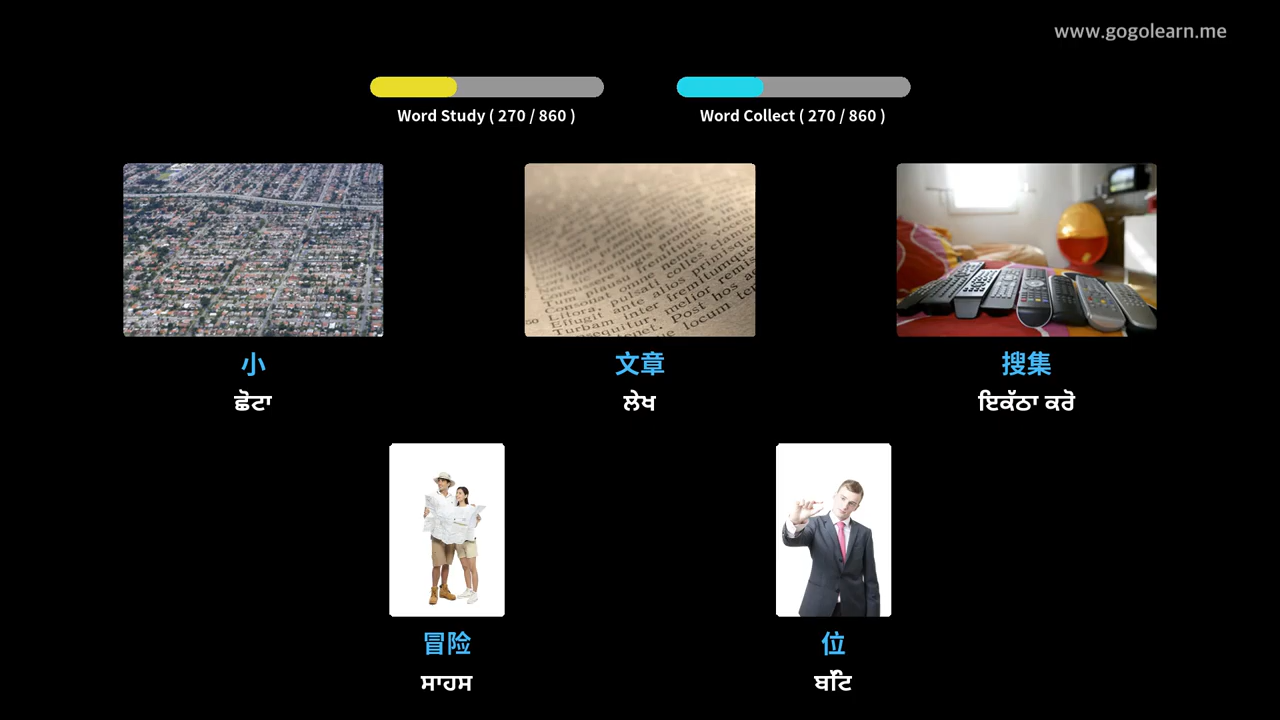 www.gogolearn.me
Word Study ( 270 / 860 )
Word Collect ( 270 / 860 )
小
文章
搜集
ਛੋਟਾ
ਲੇਖ
ਇਕੱਠਾ ਕਰੋ
冒险
位
ਸਾਹਸ